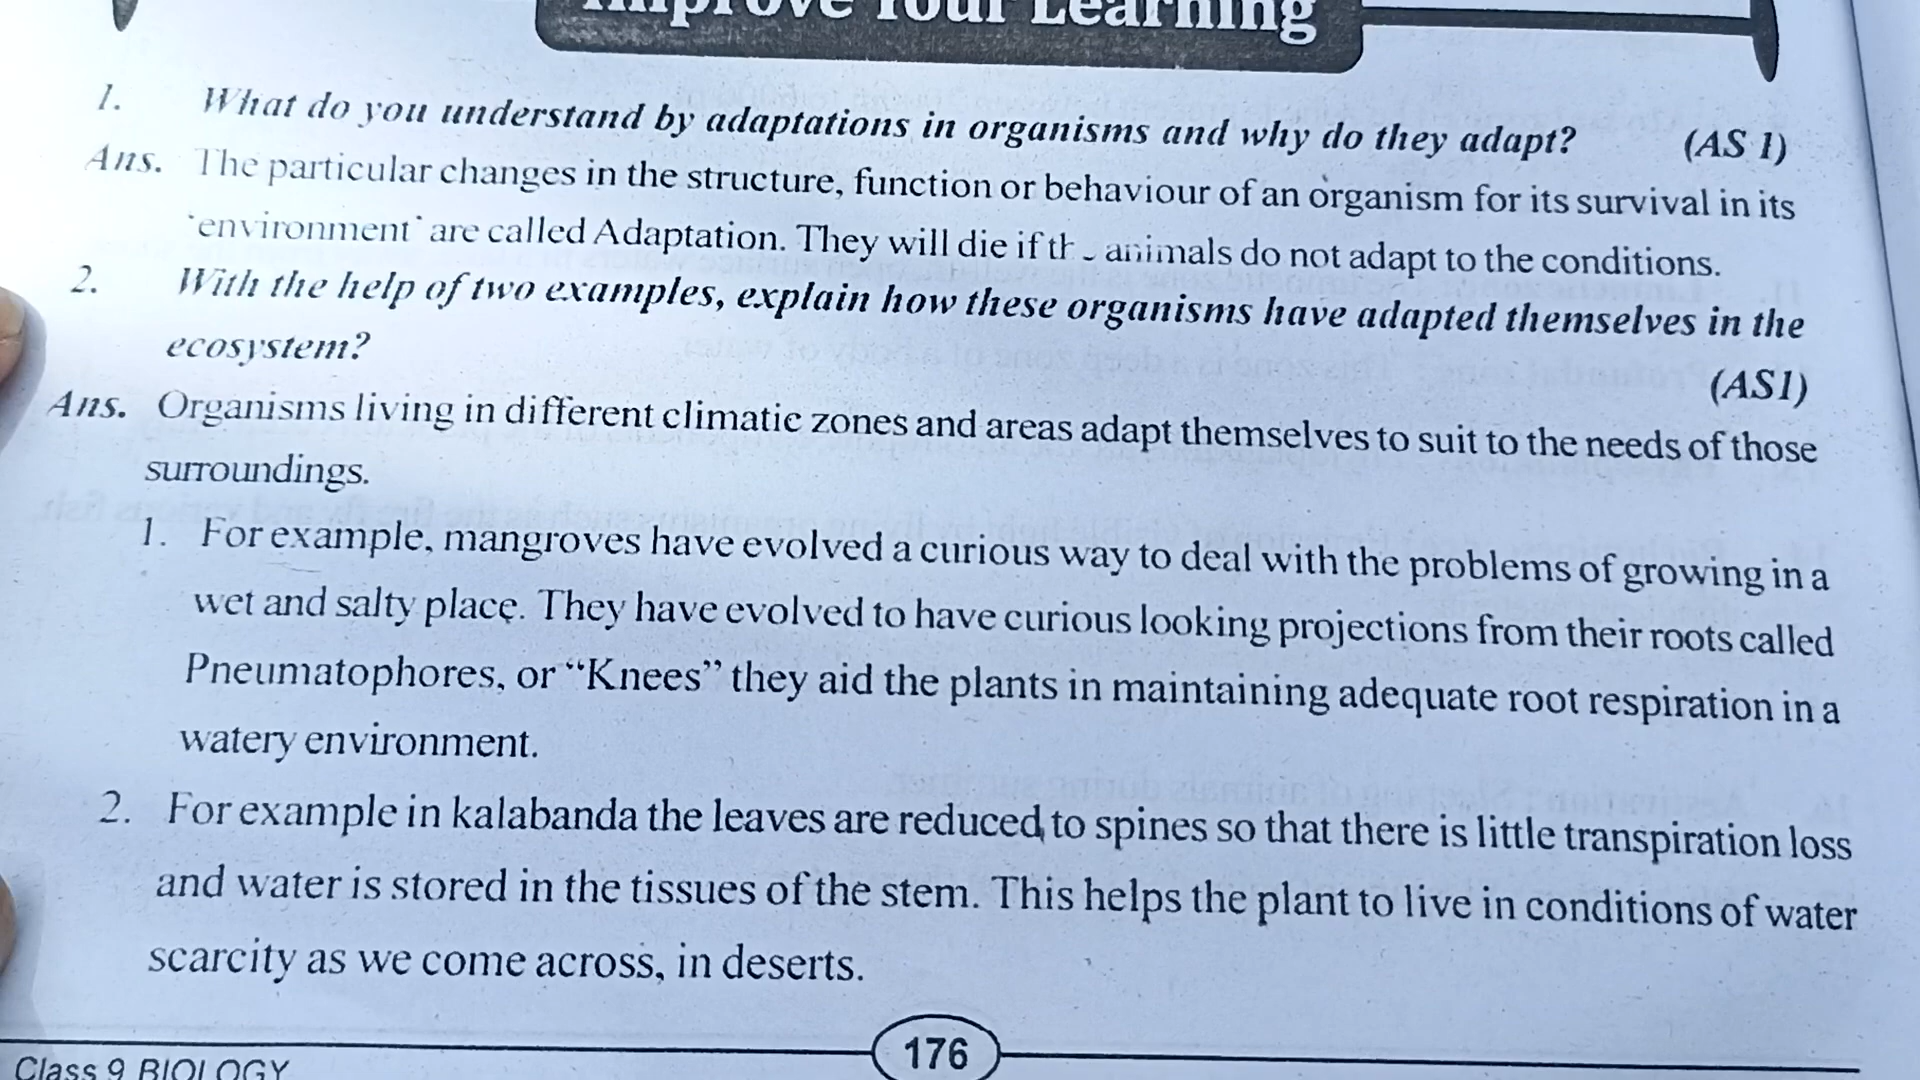 Improve Your Learning
1. What do you understand by adaptations in organisms and why do they adapt? (AS 1)
Ans. The particular changes in the structure, function or behaviour of an organism for its survival in its
'environment' are called Adaptation. They will die if animals do not adapt to the conditions.
2. With the help of two examples, explain how these organisms have adapted themselves in the
ecosystem? (AS1)
Ans. Organisms living in different climatic zones and areas adapt themselves to suit to the needs of those
surroundings.
1. For example, mangroves have evolved a curious way to deal with the problems of growing in a
wet and salty place. They have evolved to have curious looking projections from their roots called
Pneumatophores, or “Knees” they aid the plants in maintaining adequate root respiration in a
watery environment.
2. For example in kalabanda the leaves are reduced to spines so that there is little transpiration loss
and water is stored in the tissues of the stem. This helps the plant to live in conditions of water
scarcity as we come across, in deserts.
176
Class 9 BIOLOGY